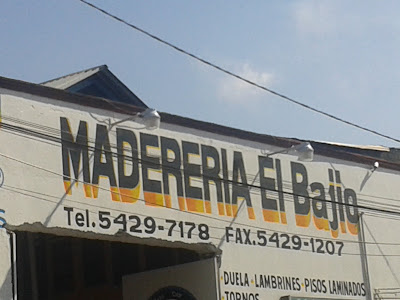 MADERERIA El Bajio
Tel. 5429-7178 FAX. 5429-1207
DUELA · LAMBRINES · PISOS LAMINADOS
TORNOS